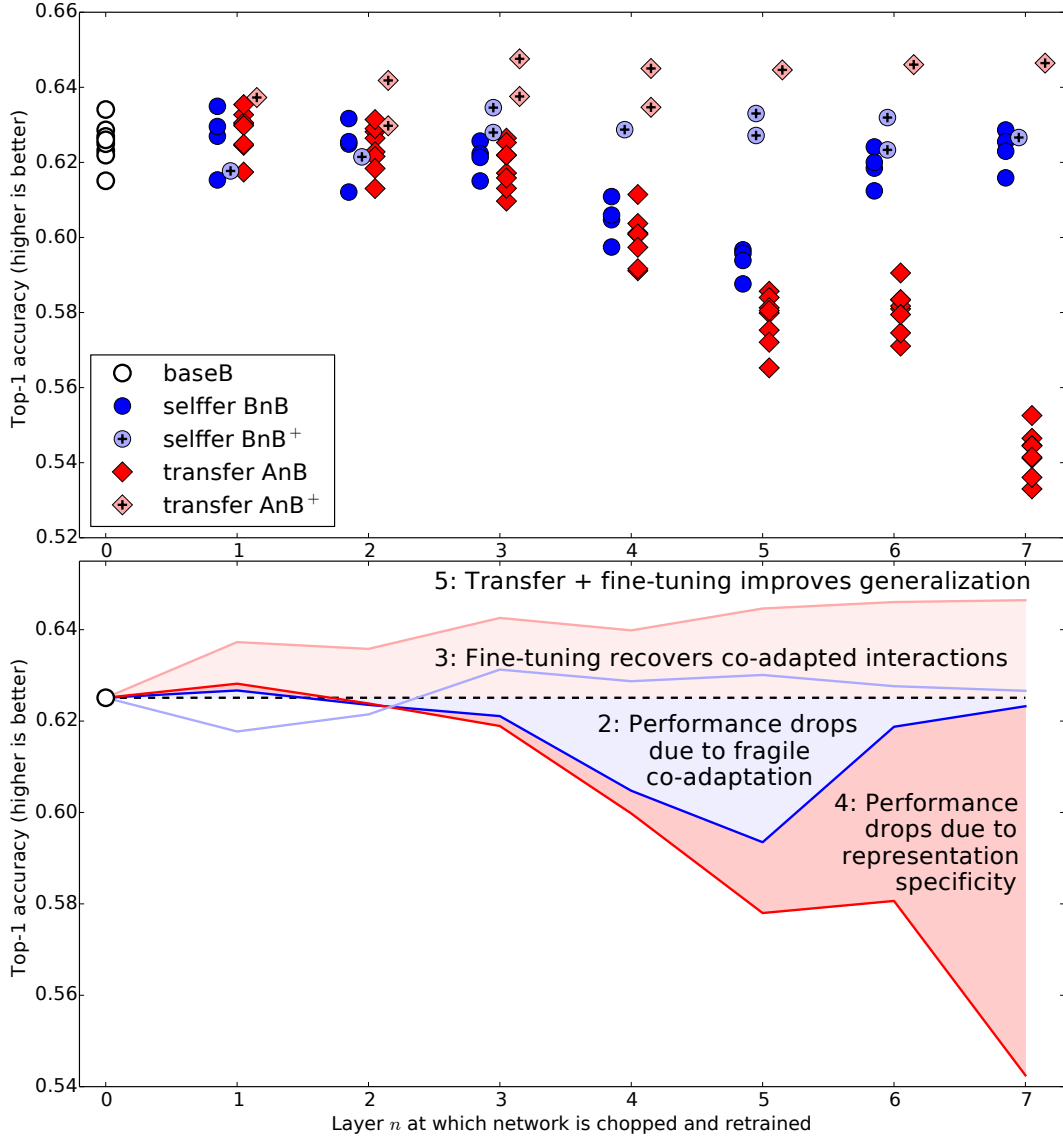 0.66
0.64
0.62
0.60
0.58
0.56
0.54
0.52
Top-1 accuracy (higher is better)
baseB
selffer BnB
selffer BnB⁺
transfer AnB
transfer AnB⁺
0 1 2 3 4 5 6 7
5: Transfer + fine-tuning improves generalization
3: Fine-tuning recovers co-adapted interactions
2: Performance drops
due to fragile
co-adaptation
4: Performance
drops due to
representation
specificity
0.64
0.62
0.60
0.58
0.56
0.54
Top-1 accuracy (higher is better)
0 1 2 3 4 5 6 7
Layer n at which network is chopped and retrained